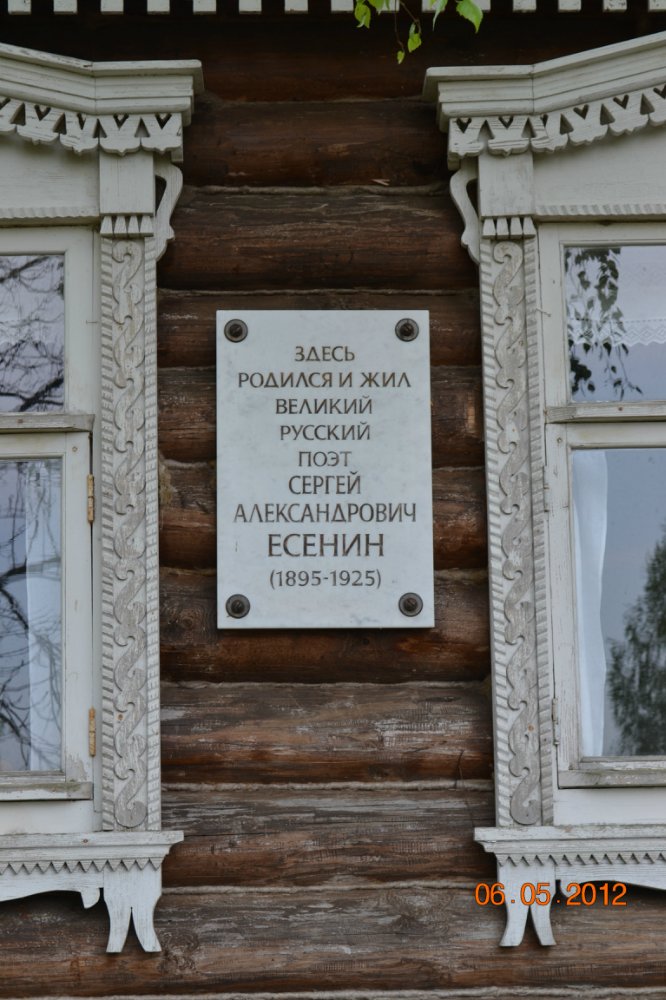 ЗДЕСЬ
РОДИЛСЯ И ЖИЛ
ВЕЛИКИЙ
РУССКИЙ
ПОЭТ
СЕРГЕЙ
АЛЕКСАНДРОВИЧ
ЕСЕНИН
(1895-1925)
06.05.2012